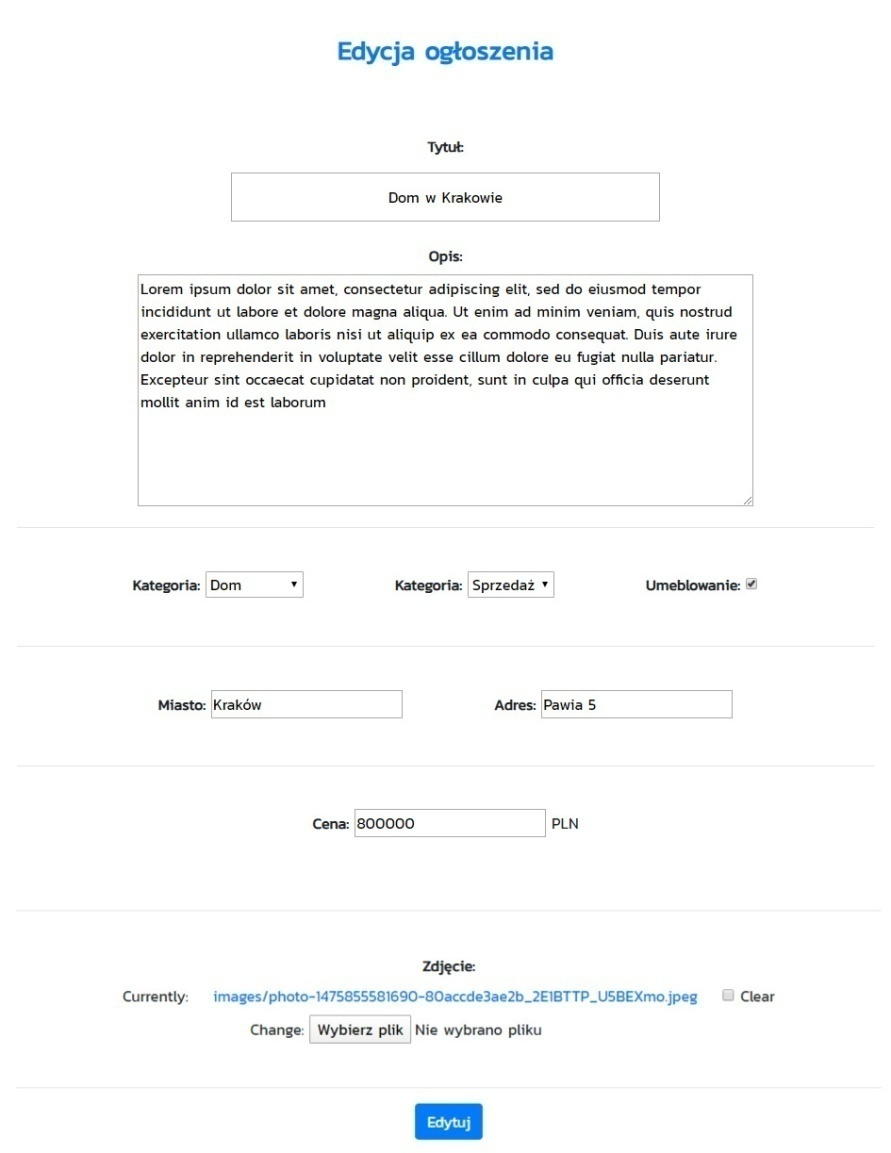 Edycja ogłoszenia
Tytuł:
Dom w Krakowie
Opis:
Lorem ipsum dolor sit amet, consectetur adipiscing elit, sed do eiusmod tempor
incididunt ut labore et dolore magna aliqua. Ut enim ad minim veniam, quis nostrud
exercitation ullamco laboris nisi ut aliquip ex ea commodo consequat. Duis aute irure
dolor in reprehenderit in voluptate velit esse cillum dolore eu fugiat nulla pariatur.
Excepteur sint occaecat cupidatat non proident, sunt in culpa qui officia deserunt
mollit anim id est laborum
Kategoria: Dom Kategoria: Sprzedaż Umeblowanie:
Miasto: Kraków Adres: Pawia 5
Cena: 800000 PLN
Zdjęcie:
Currently: images/photo-1475855581690-80accde3ae2b_2E1BTTP_U5BEXmo.jpeg Clear
Change: Wybierz plik Nie wybrano pliku
Edytuj